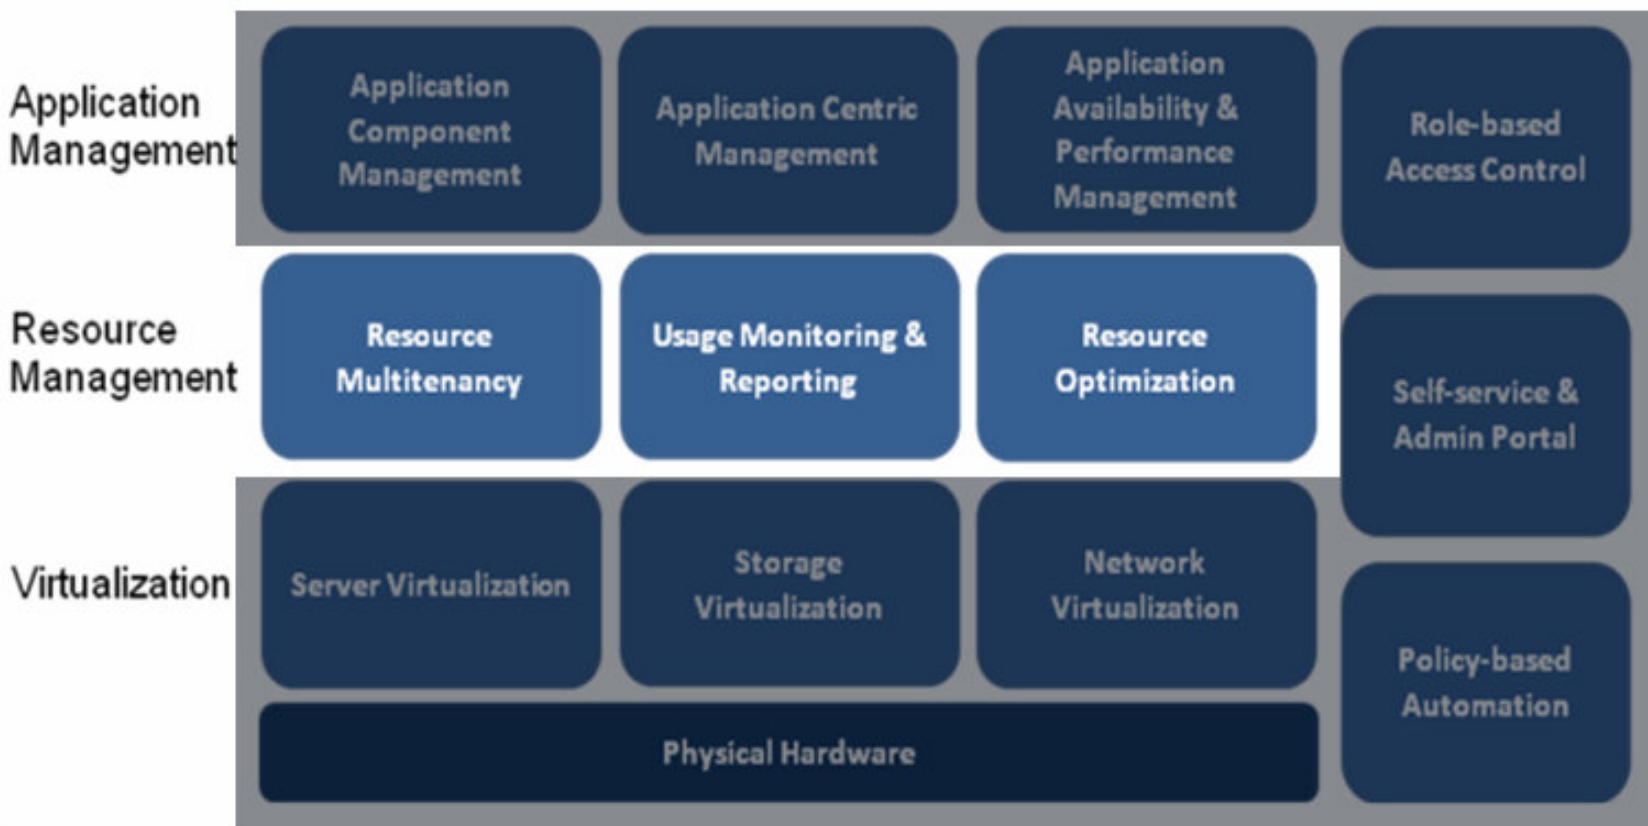 Application
Management
Application
Component
Management
Application Centric
Management
Application
Availability &
Performance
Management
Role-based
Access Control
Resource
Management
Resource
Multitenancy
Usage Monitoring &
Reporting
Resource
Optimization
Self-service &
Admin Portal
Virtualization
Server Virtualization
Storage
Virtualization
Network
Virtualization
Policy-based
Automation
Physical Hardware